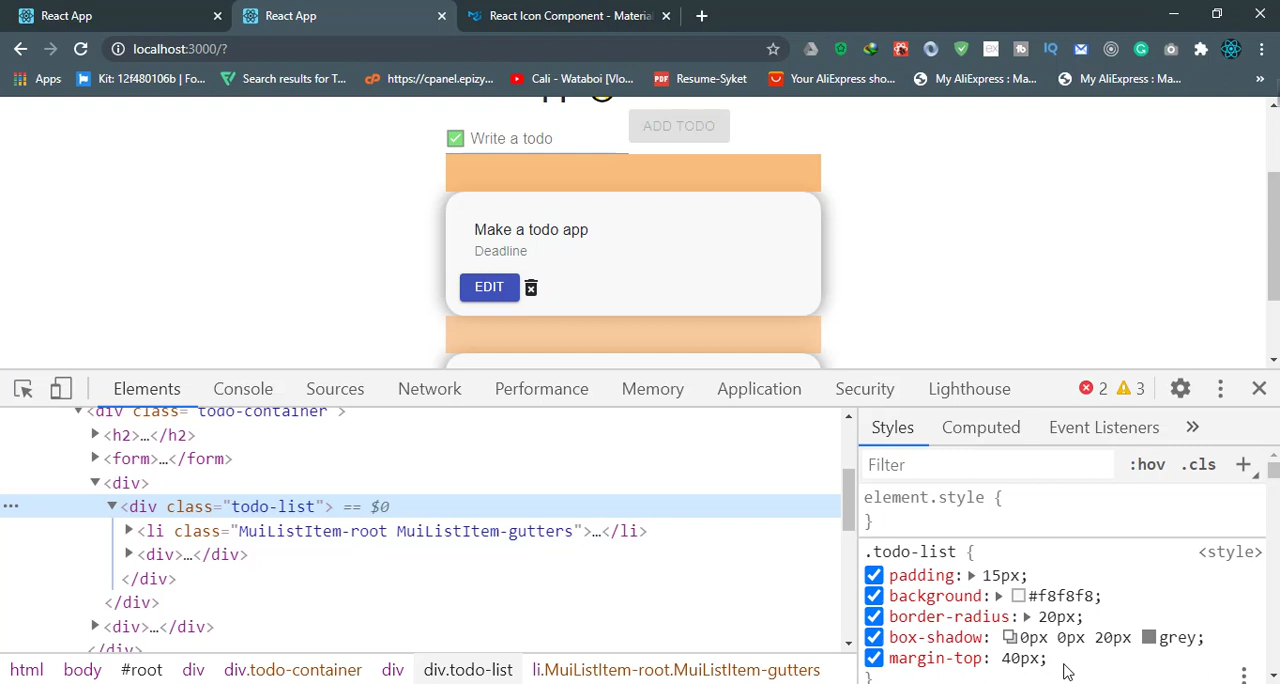 React App
React App
React Icon Component - Materia
localhost:3000/?
Apps
Kit: 12f480106b | Fo...
Search results for T...
https://cpanel.epizy...
Cali - Wataboi [Vlo...
PDF Resume-Syket
Your AliExpress sho...
My AliExpress : Ma...
My AliExpress : Ma...
»
✅ Write a todo
ADD TODO
Make a todo app
Deadline
EDIT
Elements Console Sources Network Performance Memory Application Security Lighthouse 2 3
<div class="todo-container">
<h2>…</h2>
<form>…</form>
<div>
<div class="todo-list"> == $0
<li class="MuiListItem-root MuiListItem-gutters">…</li>
<div>…</div>
</div>
</div>
<div>…</div>
</div>
html body #root div div.todo-container div div.todo-list li.MuiListItem-root.MuiListItem-gutters
Styles Computed Event Listeners »
Filter :hov .cls +
element.style {
}
.todo-list { <style>
padding: 15px;
background: #f8f8f8;
border-radius: 20px;
box-shadow: 0px 0px 20px grey;
margin-top: 40px;
}